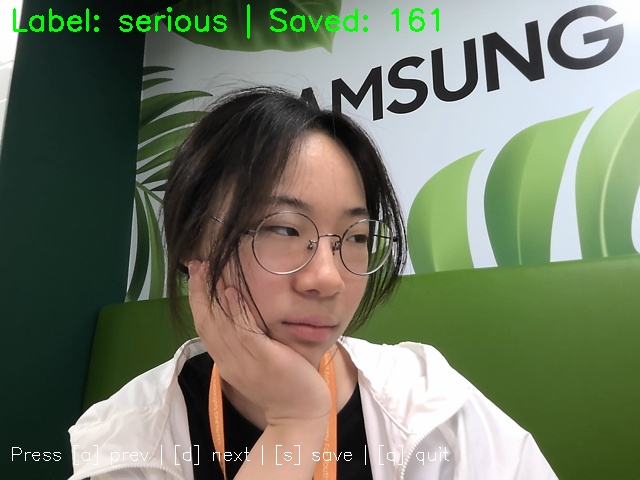 Label: serious | Saved: 161
AMSUNG
Press [a] prev | [d] next | [s] save | [q] quit